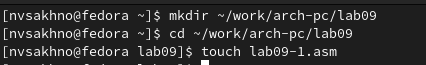 [nvsakhno@fedora ~]$ mkdir ~/work/arch-pc/lab09
[nvsakhno@fedora ~]$ cd ~/work/arch-pc/lab09
[nvsakhno@fedora lab09]$ touch lab09-1.asm